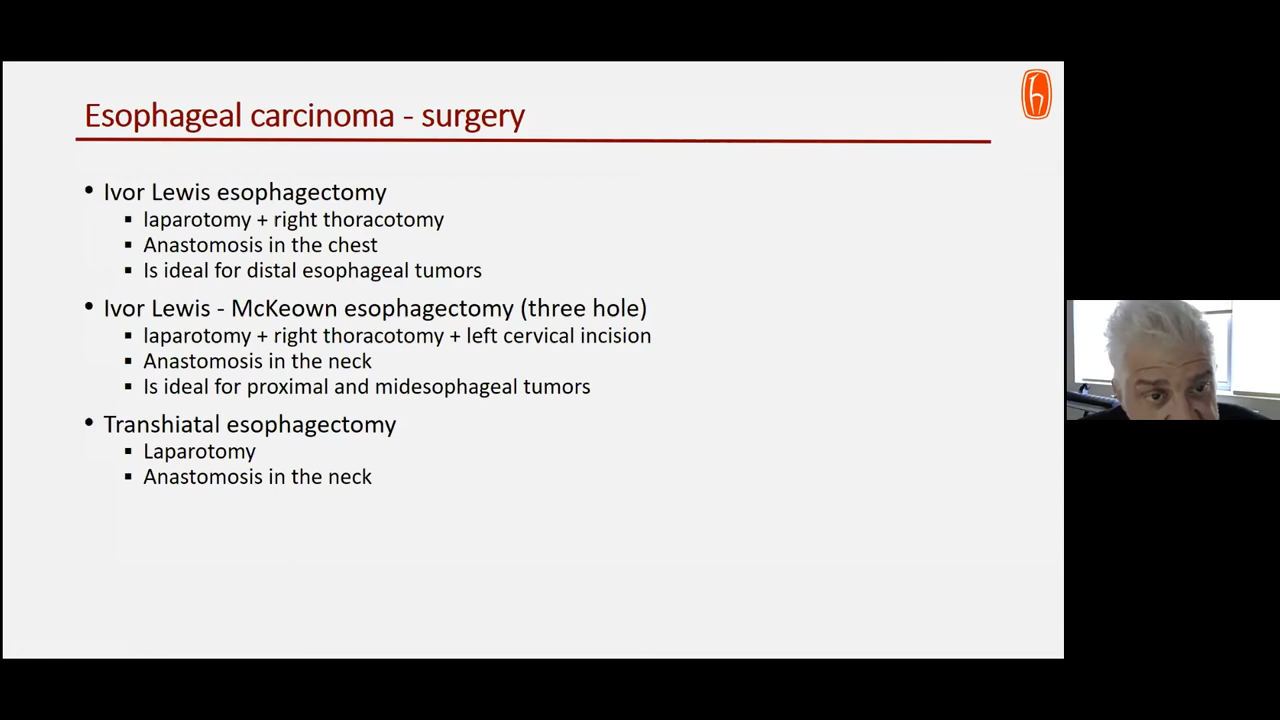 Esophageal carcinoma - surgery
• Ivor Lewis esophagectomy
▪ laparotomy + right thoracotomy
▪ Anastomosis in the chest
▪ Is ideal for distal esophageal tumors
• Ivor Lewis - McKeown esophagectomy (three hole)
▪ laparotomy + right thoracotomy + left cervical incision
▪ Anastomosis in the neck
▪ Is ideal for proximal and midesophageal tumors
• Transhiatal esophagectomy
▪ Laparotomy
▪ Anastomosis in the neck